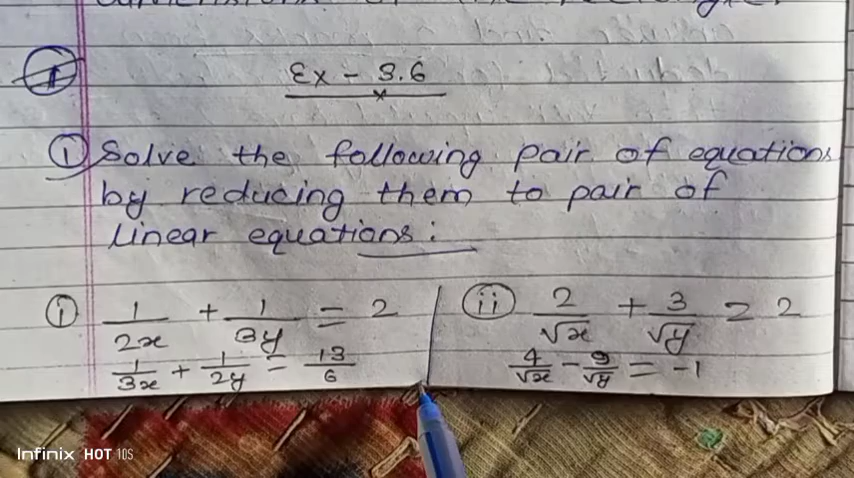 Ex - 3.6
① Solve the following pair of equations
by reducing them to pair of
linear equations:
ⓘ 1/2x + 1/3y = 2
1/3x + 1/2y = 13/6
ⓘⓘ 2/√x + 3/√y = 2
4/√x - 9/√y = -1
Infinix HOT 10S